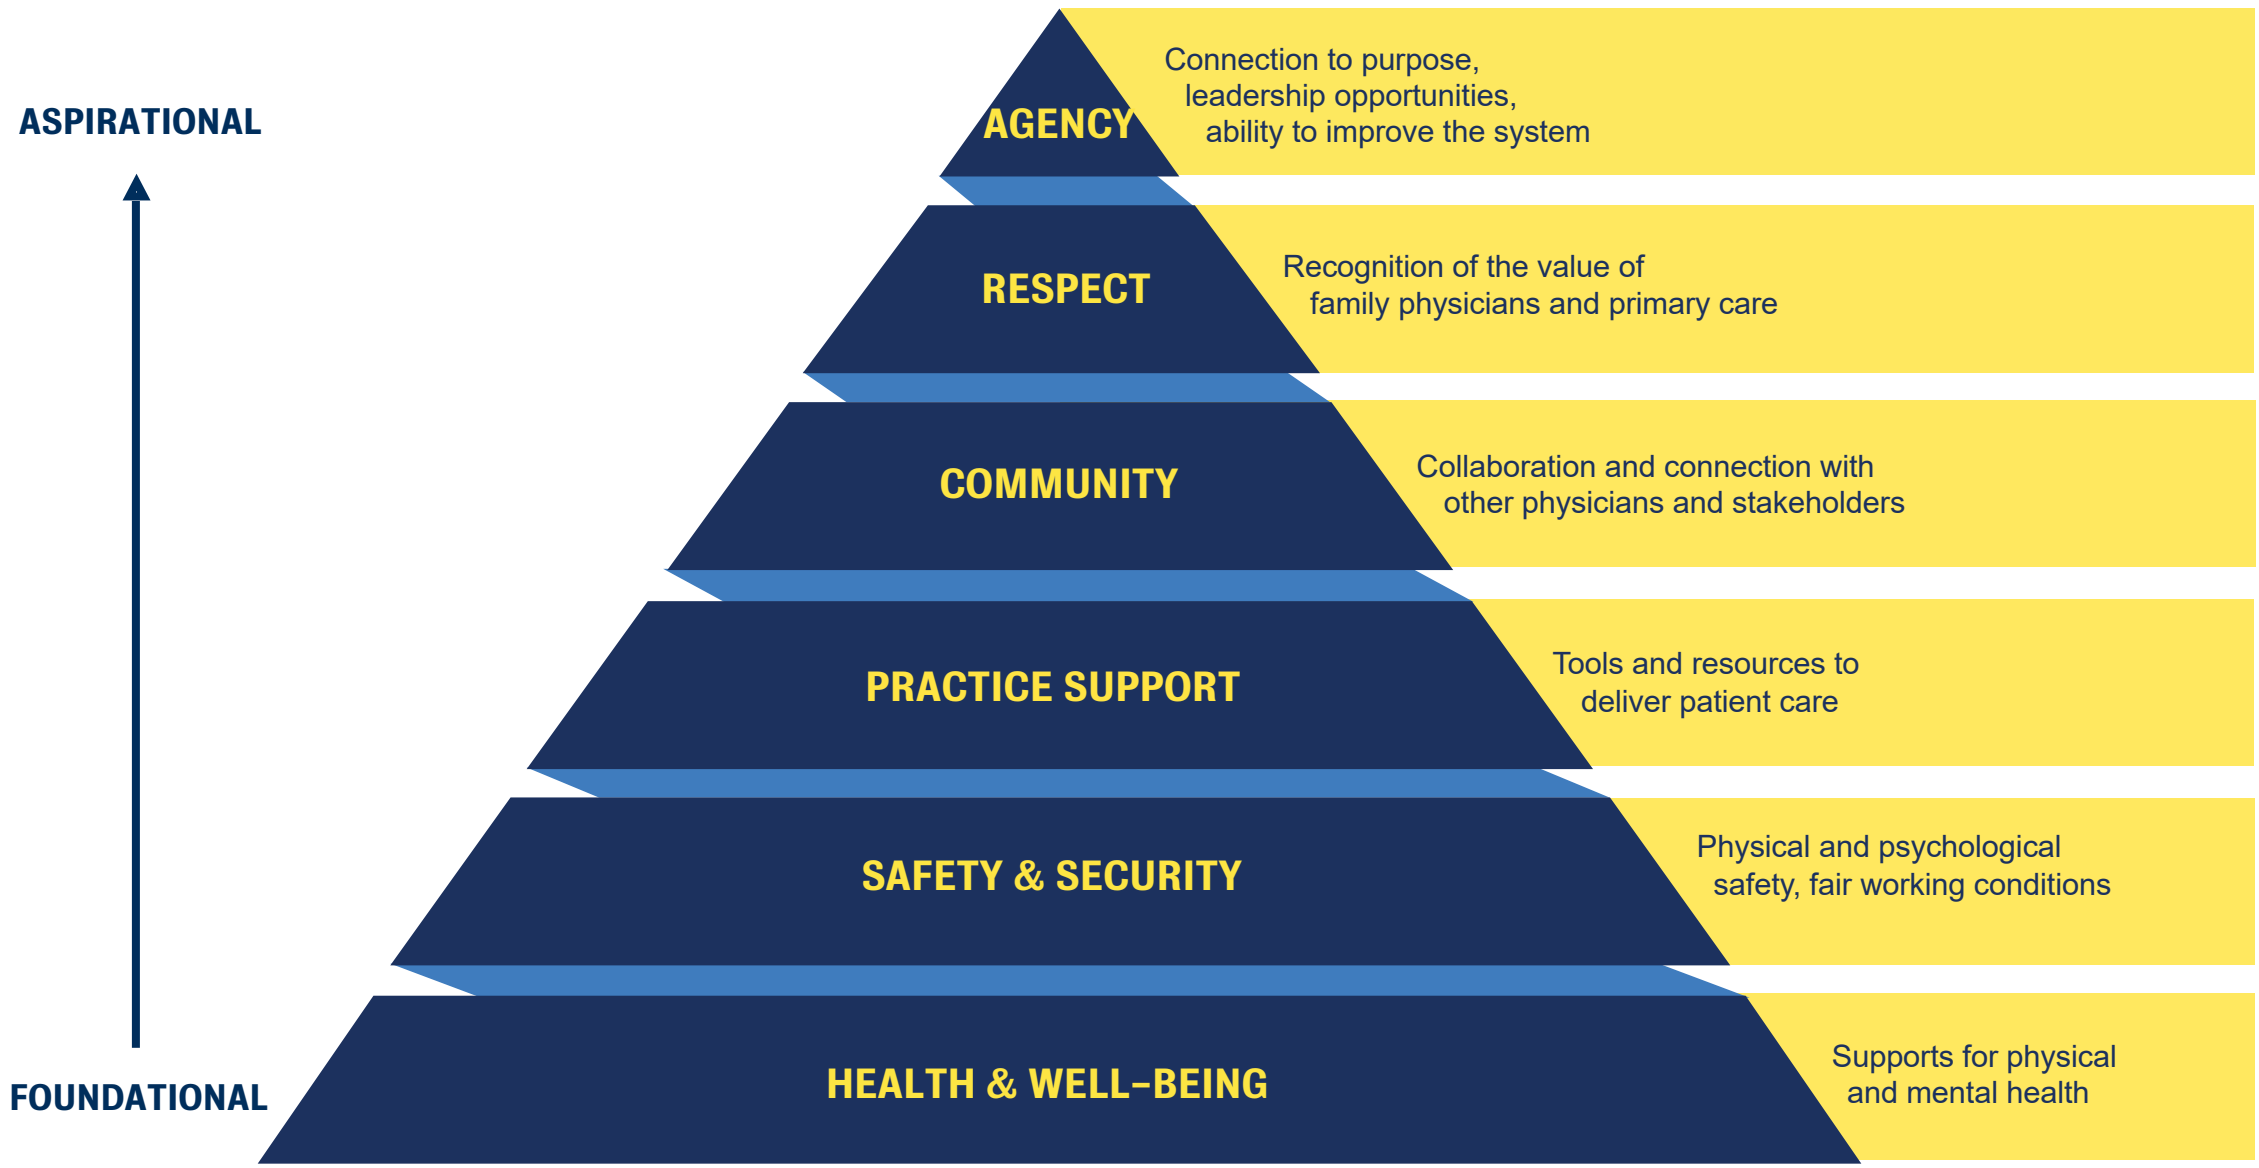 ASPIRATIONAL
AGENCY
Connection to purpose,
leadership opportunities,
ability to improve the system
RESPECT
Recognition of the value of
family physicians and primary care
COMMUNITY
Collaboration and connection with
other physicians and stakeholders
PRACTICE SUPPORT
Tools and resources to
deliver patient care
SAFETY & SECURITY
Physical and psychological
safety, fair working conditions
HEALTH & WELL–BEING
Supports for physical
and mental health
FOUNDATIONAL